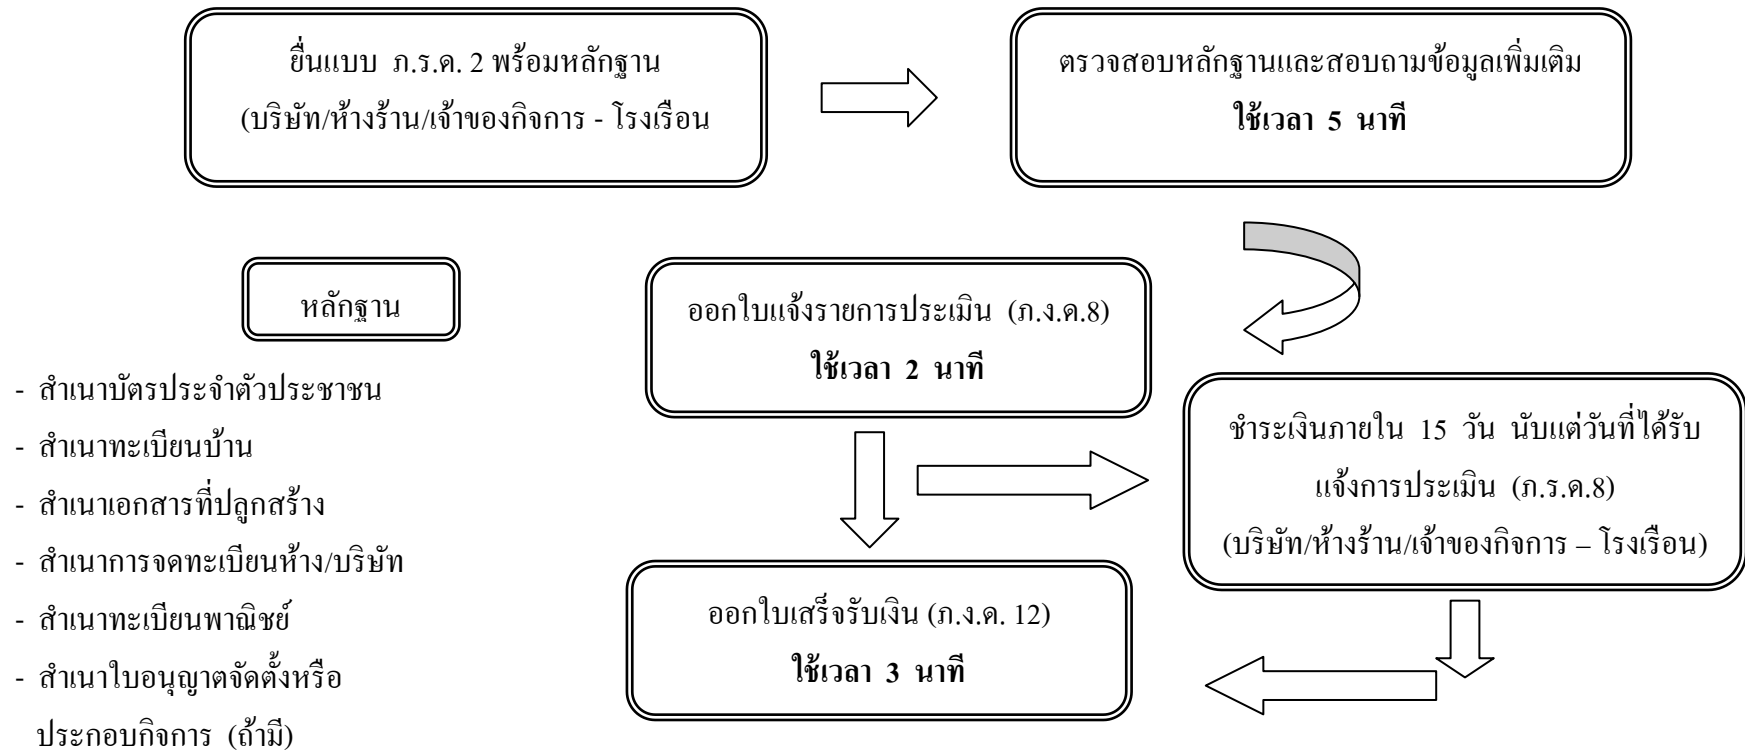 ยื่นแบบ ภ.ร.ด. 2 พร้อมหลักฐาน
(บริษัท/ห้างร้าน/เจ้าของกิจการ - โรงเรือน
ตรวจสอบหลักฐานและสอบถามข้อมูลเพิ่มเติม
ใช้เวลา 5 นาที
หลักฐาน
- สำเนาบัตรประจำตัวประชาชน
- สำเนาทะเบียนบ้าน
- สำเนาเอกสารที่ปลูกสร้าง
- สำเนาการจดทะเบียนห้าง/บริษัท
- สำเนาทะเบียนพาณิชย์
- สำเนาใบอนุญาตจัดตั้งหรือ
ประกอบกิจการ (ถ้ามี)
ออกใบแจ้งรายการประเมิน (ภ.ง.ด.8)
ใช้เวลา 2 นาที
ชำระเงินภายใน 15 วัน นับแต่วันที่ได้รับ
แจ้งการประเมิน (ภ.ร.ด.8)
(บริษัท/ห้างร้าน/เจ้าของกิจการ – โรงเรือน)
ออกใบเสร็จรับเงิน (ภ.ง.ด. 12)
ใช้เวลา 3 นาที